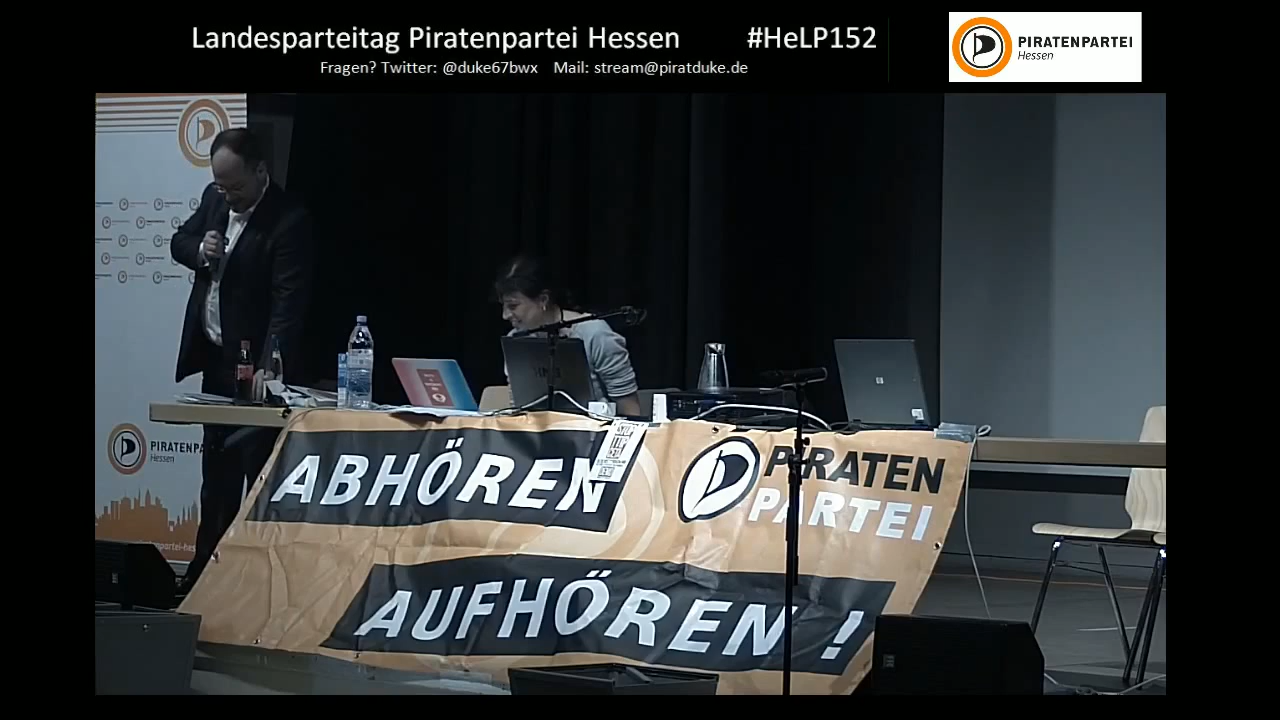 Landesparteitag Piratenpartei Hessen #HeLP152
Fragen? Twitter: @duke67bwx Mail: stream@piratduke.de
PIRATENPARTEI
Hessen
PIRATENPA
Hessen
ABHÖREN
PIRATEN
PARTEI
AUFHÖREN !